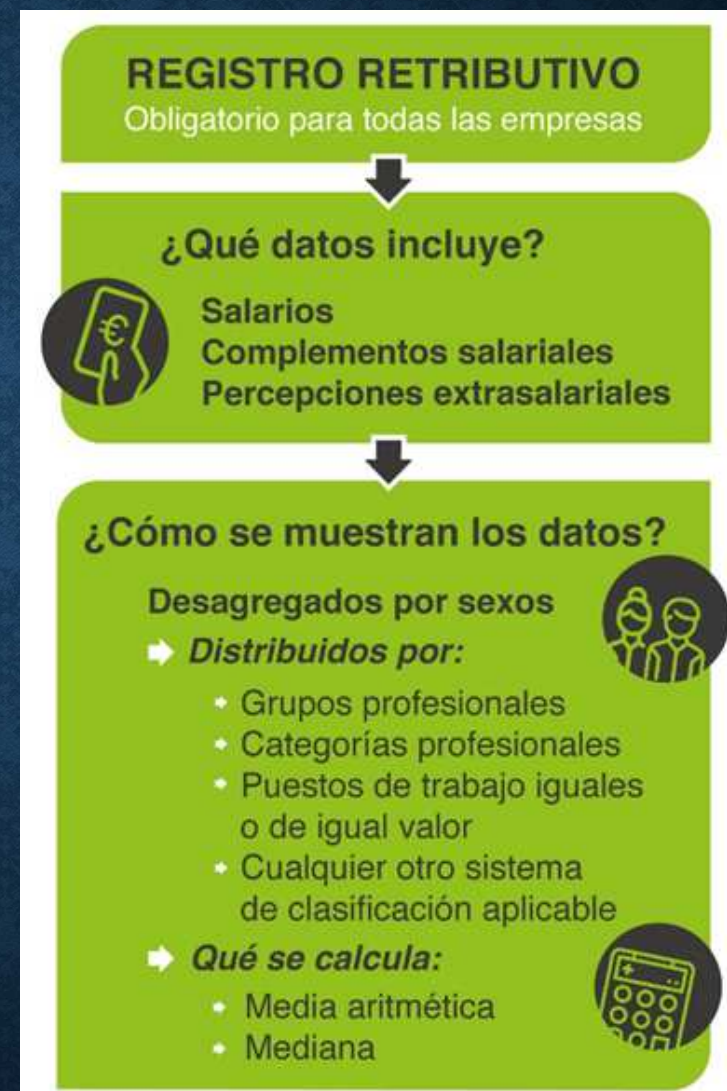 REGISTRO RETRIBUTIVO
Obligatorio para todas las empresas
¿Qué datos incluye?
€
Salarios
Complementos salariales
Percepciones extrasalariales
¿Cómo se muestran los datos?
Desagregados por sexos
Distribuidos por:
Grupos profesionales
Categorías profesionales
Puestos de trabajo iguales
o de igual valor
Cualquier otro sistema
de clasificación aplicable
Qué se calcula:
Media aritmética
Mediana